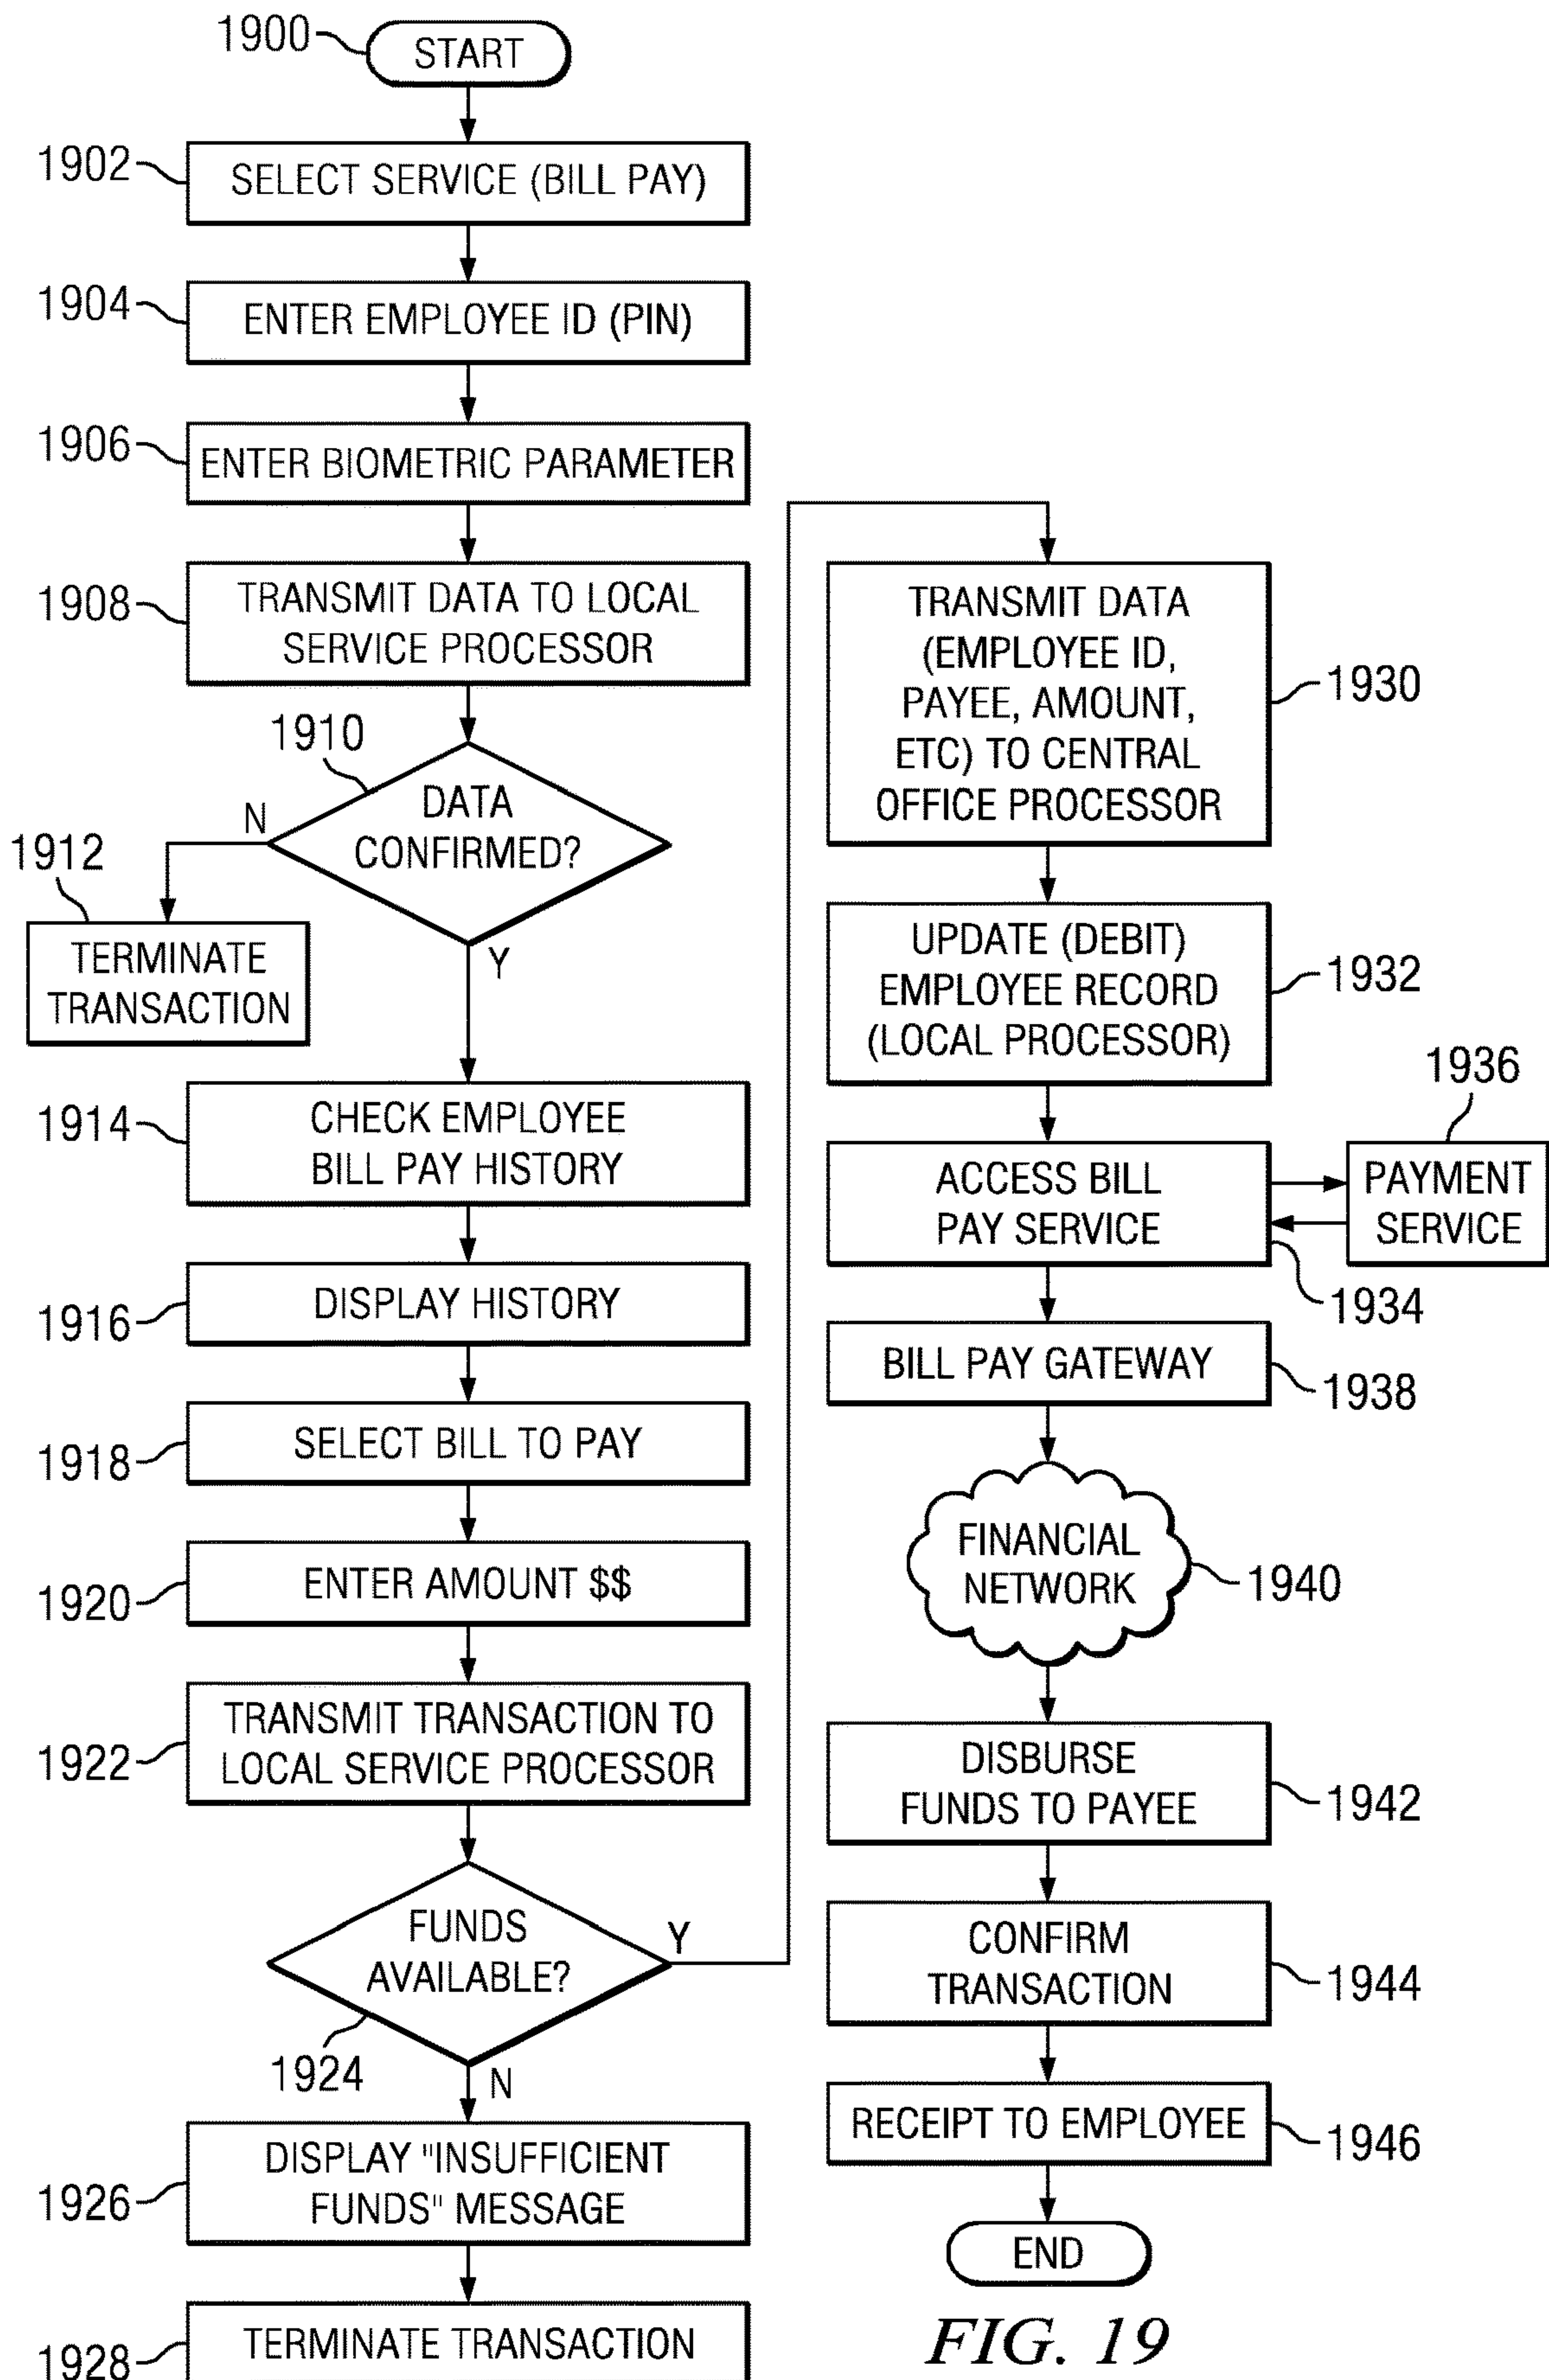 1900
START
1902
SELECT SERVICE (BILL PAY)
1904
ENTER EMPLOYEE ID (PIN)
1906
ENTER BIOMETRIC PARAMETER
1908
TRANSMIT DATA TO LOCAL
SERVICE PROCESSOR
1910
DATA
CONFIRMED?
N
Y
1912
TERMINATE
TRANSACTION
1914
CHECK EMPLOYEE
BILL PAY HISTORY
1916
DISPLAY HISTORY
1918
SELECT BILL TO PAY
1920
ENTER AMOUNT $$
1922
TRANSMIT TRANSACTION TO
LOCAL SERVICE PROCESSOR
FUNDS
AVAILABLE?
Y
1924
N
1926
DISPLAY "INSUFFICIENT
FUNDS" MESSAGE
1928
TERMINATE TRANSACTION
TRANSMIT DATA
(EMPLOYEE ID,
PAYEE, AMOUNT,
ETC) TO CENTRAL
OFFICE PROCESSOR
1930
UPDATE (DEBIT)
EMPLOYEE RECORD
(LOCAL PROCESSOR)
1932
ACCESS BILL
PAY SERVICE
1934
1936
PAYMENT
SERVICE
BILL PAY GATEWAY
1938
FINANCIAL
NETWORK
1940
DISBURSE
FUNDS TO PAYEE
1942
CONFIRM
TRANSACTION
1944
RECEIPT TO EMPLOYEE
1946
END
FIG. 19